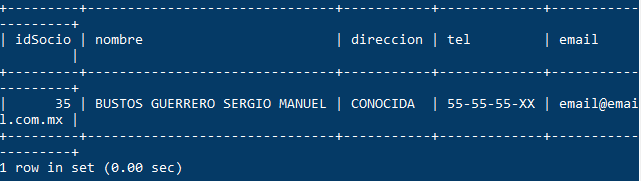 +---------+-------------------------------+-----------+-------------+----------
---------+
| idSocio | nombre                        | direccion | tel         | email
         |
+---------+-------------------------------+-----------+-------------+----------
---------+
|      35 | BUSTOS GUERRERO SERGIO MANUEL | CONOCIDA  | 55-55-55-XX | email@emai
l.com.mx |
+---------+-------------------------------+-----------+-------------+----------
---------+
1 row in set (0.00 sec)